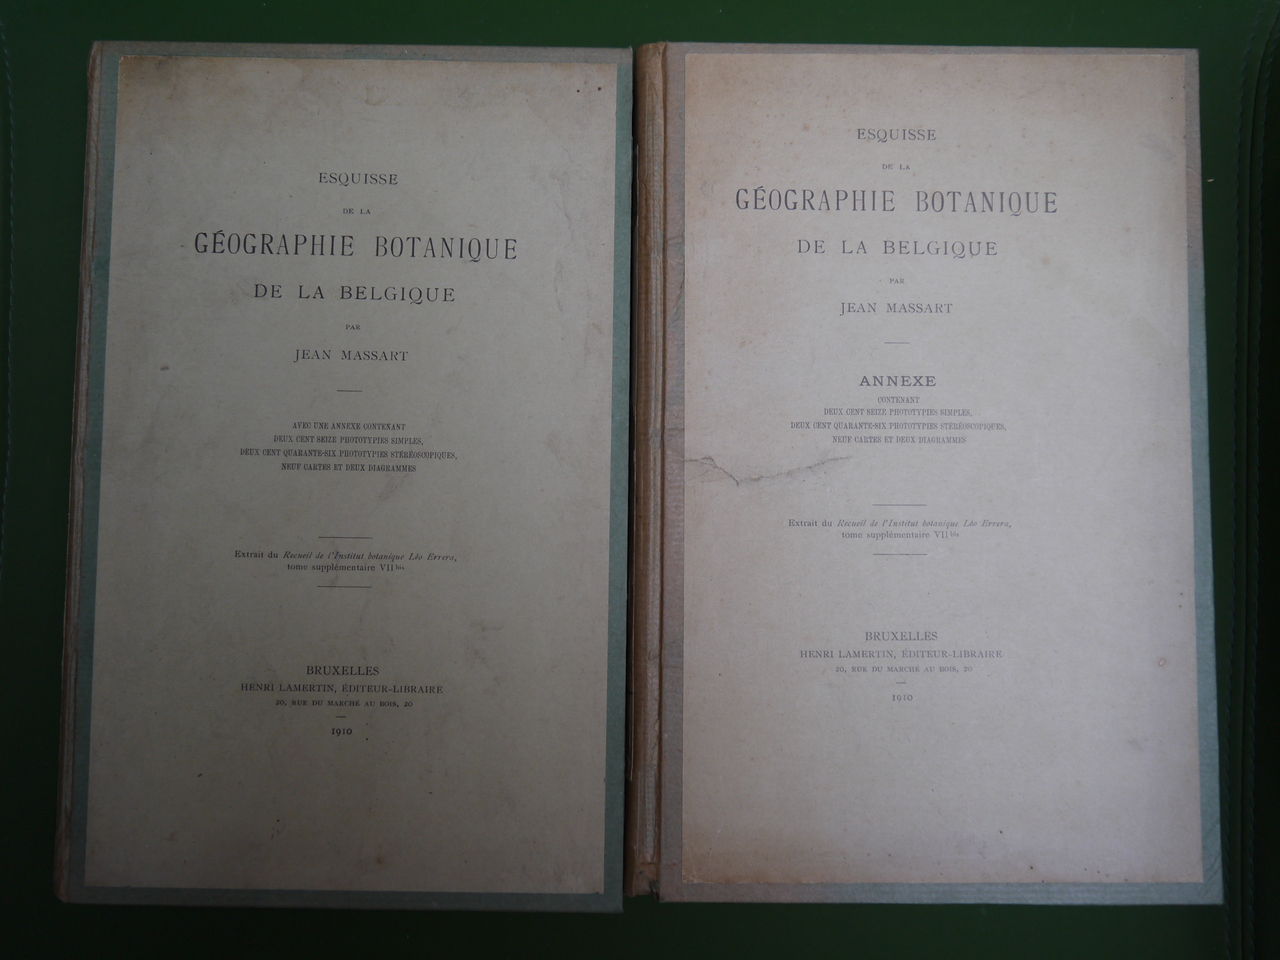 ESQUISSE
DE LA
GÉOGRAPHIE BOTANIQUE
DE LA BELGIQUE
PAR
JEAN MASSART
AVEC UNE ANNEXE CONTENANT
DEUX CENT SEIZE PHOTOTYPIES SIMPLES,
DEUX CENT QUARANTE-SIX PHOTOTYPIES STÉRÉOSCOPIQUES,
NEUF CARTES ET DEUX DIAGRAMMES
Extrait du Recueil de l'Institut botanique Léo Errera,
tome supplémentaire VII bis
BRUXELLES
HENRI LAMERTIN, ÉDITEUR-LIBRAIRE
20, RUE DU MARCHÉ AU BOIS, 20
1910
ESQUISSE
DE LA
GÉOGRAPHIE BOTANIQUE
DE LA BELGIQUE
PAR
JEAN MASSART
ANNEXE
CONTENANT
DEUX CENT SEIZE PHOTOTYPIES SIMPLES,
DEUX CENT QUARANTE-SIX PHOTOTYPIES STÉRÉOSCOPIQUES,
NEUF CARTES ET DEUX DIAGRAMMES
Extrait du Recueil de l'Institut botanique Léo Errera,
tome supplémentaire VII bis
BRUXELLES
HENRI LAMERTIN, ÉDITEUR-LIBRAIRE
20, RUE DU MARCHÉ AU BOIS, 20
1910